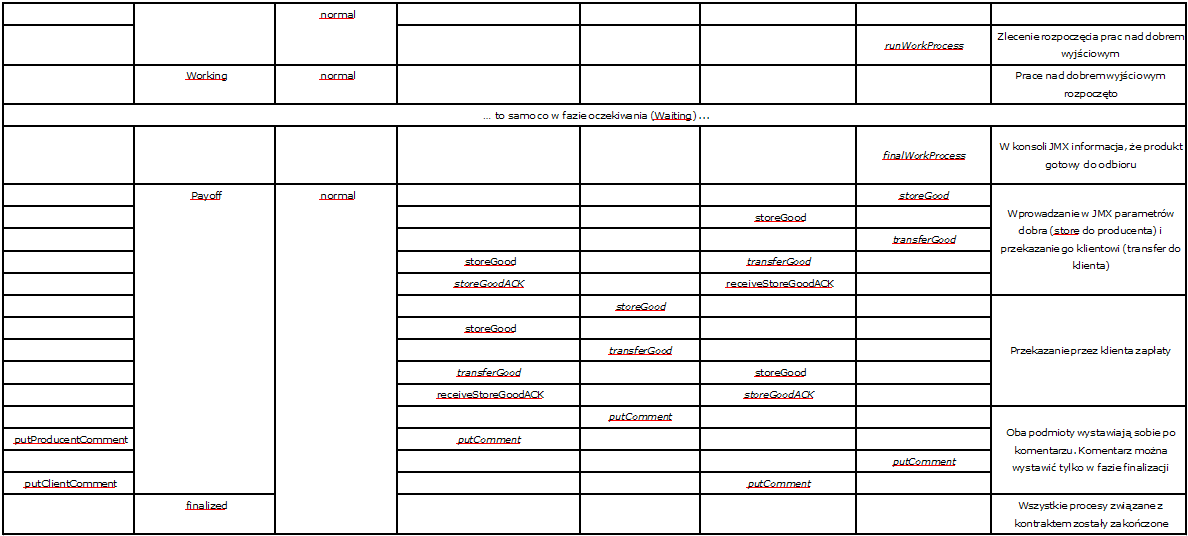 normal
runWorkProcess
Zlecenie rozpoczęcia prac nad dobrem
wyjściowym
Working
normal
Prace nad dobrem wyjściowym
rozpoczęto
... to samo co w fazie oczekiwania (Waiting) ...
finalWorkProcess
W konsoli JMX informacja, że produkt
gotowy do odbioru
Payoff
normal
storeGood
storeGood
transferGood
storeGood
transferGood
storeGoodACK
receiveStoreGoodACK
Wprowadzanie w JMX parametrów
dobra (store do producenta) i
przekazanie go klientowi (transfer do
klienta)
storeGood
storeGood
transferGood
transferGood
storeGood
receiveStoreGoodACK
storeGoodACK
Przekazanie przez klienta zapłaty
putComment
putProducentComment
putComment
putComment
putClientComment
putComment
Oba podmioty wystawiają sobie po
komentarzu. Komentarz można
wystawić tylko w fazie finalizacji
finalized
Wszystkie procesy związane z
kontraktem zostały zakończone